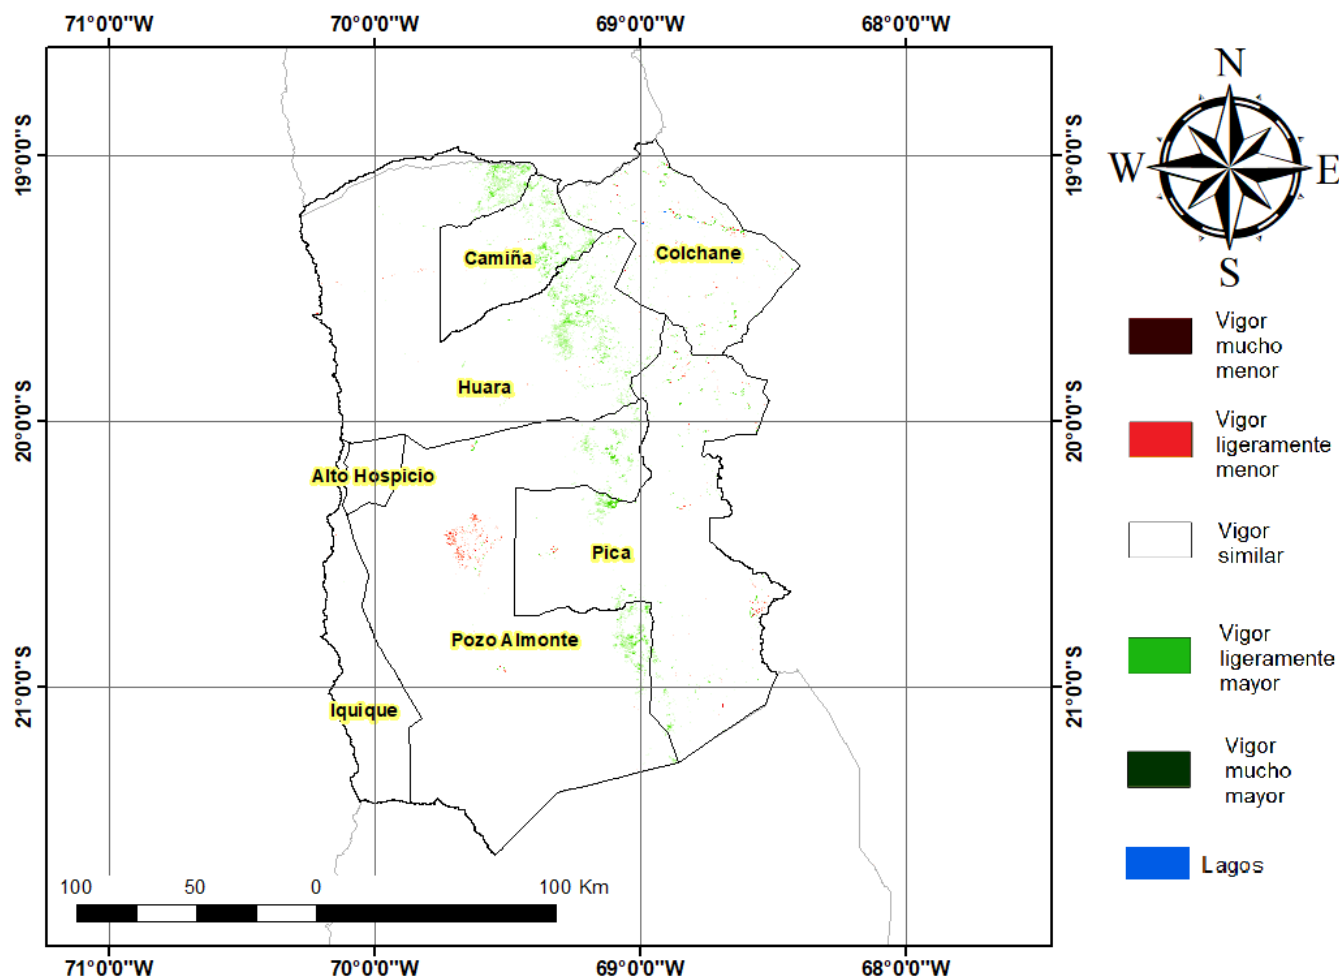 71°0'0"W 70°0'0"W 69°0'0"W 68°0'0"W
19°0'0"S
20°0'0"S
21°0'0"S
19°0'0"S
20°0'0"S
21°0'0"S
Camiña
Colchane
Huara
Alto Hospicio
Pica
Pozo Almonte
Iquique
100 50 0 100 Km
71°0'0"W 70°0'0"W 69°0'0"W 68°0'0"W
N
W E
S
Vigor
mucho
menor
Vigor
ligeramente
menor
Vigor
similar
Vigor
ligeramente
mayor
Vigor
mucho
mayor
Lagos